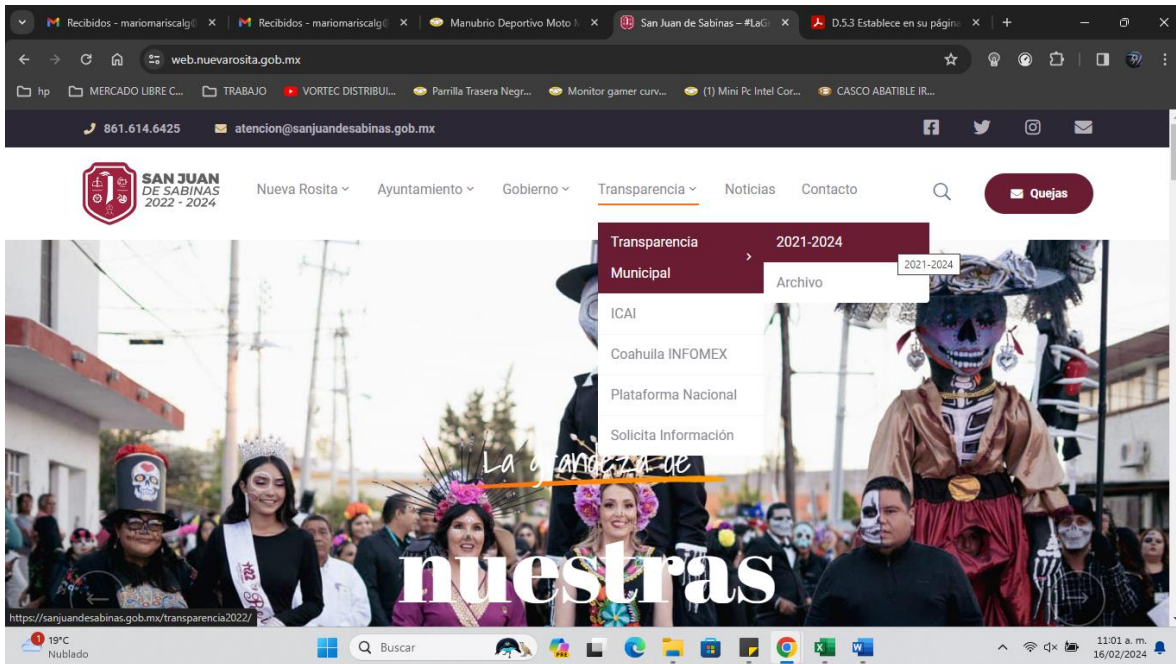 Recibidos - mariomariscalg@
Recibidos - mariomariscalg@
Manubrio Deportivo Moto
San Juan de Sabinas – #LaG
D.5.3 Establece en su página
web.nuevarosita.gob.mx
hp
MERCADO LIBRE C...
TRABAJO
VORTEC DISTRIBUI...
Parrilla Trasera Negr...
Monitor gamer curv...
(1) Mini Pc Intel Cor...
CASCO ABATIBLE IR...
861.614.6425
atencion@sanjuandesabinas.gob.mx
SAN JUAN
DE SABINAS
2022 - 2024
Nueva Rosita
Ayuntamiento
Gobierno
Transparencia
Noticias
Contacto
Quejas
Transparencia
Municipal
2021-2024
2021-2024
Archivo
ICAI
Coahuila INFOMEX
Plataforma Nacional
Solicita Información
La grandeza de
nuestras
https://sanjuandesabinas.gob.mx/transparencia2022/
1
19°C
Nublado
Buscar
PRE
11:01 a. m.
16/02/2024